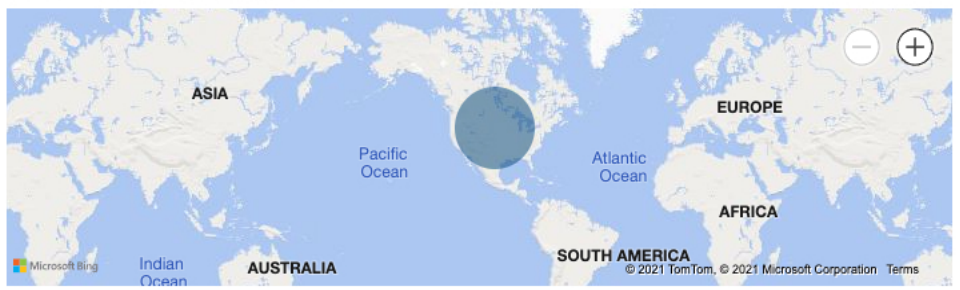 ASIA
EUROPE
Pacific
Ocean
Atlantic
Ocean
AFRICA
SOUTH AMERICA
Microsoft Bing
Indian
Ocean
AUSTRALIA
© 2021 TomTom, © 2021 Microsoft Corporation Terms